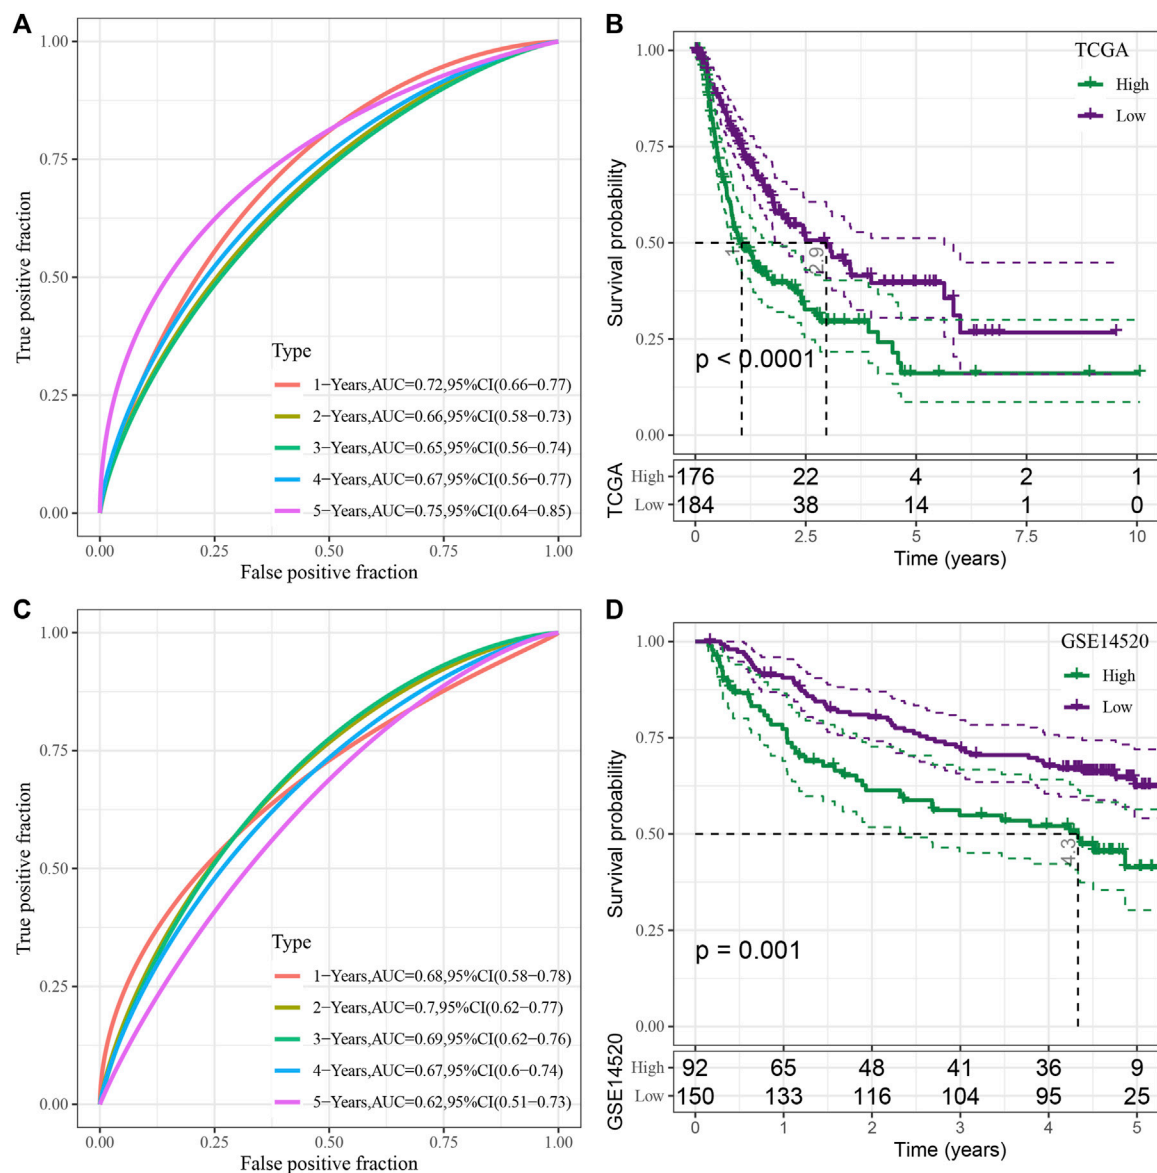 A
1.00
0.75
0.50
0.25
0.00
True positive fraction
Type
1−Years,AUC=0.72,95%CI(0.66−0.77)
2−Years,AUC=0.66,95%CI(0.58−0.73)
3−Years,AUC=0.65,95%CI(0.56−0.74)
4−Years,AUC=0.67,95%CI(0.56−0.77)
5−Years,AUC=0.75,95%CI(0.64−0.85)
0.00 0.25 0.50 0.75 1.00
False positive fraction
B
TCGA
High
Low
1.00
0.75
0.50
0.25
0.00
Survival probability
1
2.9
p < 0.0001
TCGA
High 176 22 4 2 1
Low 184 38 14 1 0
0 2.5 5 7.5 10
Time (years)
C
1.00
0.75
0.50
0.25
0.00
True positive fraction
Type
1−Years,AUC=0.68,95%CI(0.58−0.78)
2−Years,AUC=0.7,95%CI(0.62−0.77)
3−Years,AUC=0.69,95%CI(0.62−0.76)
4−Years,AUC=0.67,95%CI(0.6−0.74)
5−Years,AUC=0.62,95%CI(0.51−0.73)
0.00 0.25 0.50 0.75 1.00
False positive fraction
D
GSE14520
High
Low
1.00
0.75
0.50
0.25
0.00
Survival probability
4.3
p = 0.001
GSE14520
High 92 65 48 41 36 9
Low 150 133 116 104 95 25
0 1 2 3 4 5
Time (years)